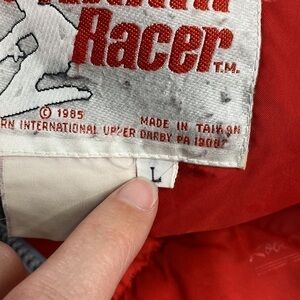 Racer T.M.
© 1985
MADE IN TAIWAN
RN INTERNATIONAL UPPER DARBY PA 19082
L